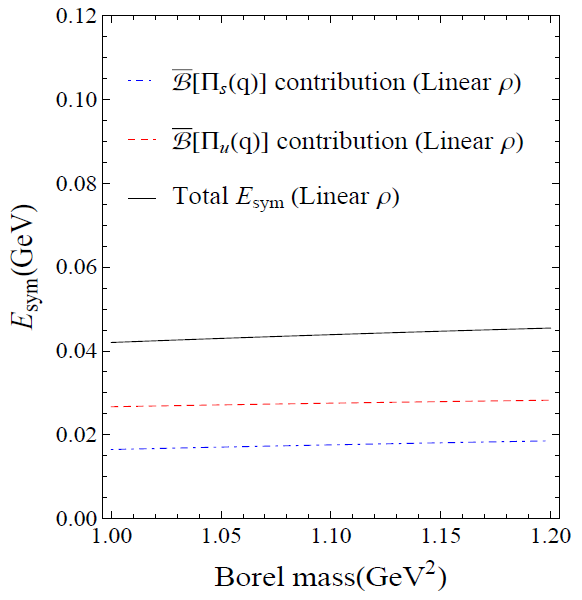 0.12
0.10
0.08
0.06
0.04
0.02
0.00
E_sym(GeV)
ℬ̅[Π_s(q)] contribution (Linear ρ)
ℬ̅[Π_u(q)] contribution (Linear ρ)
Total E_sym (Linear ρ)
1.00 1.05 1.10 1.15 1.20
Borel mass(GeV²)